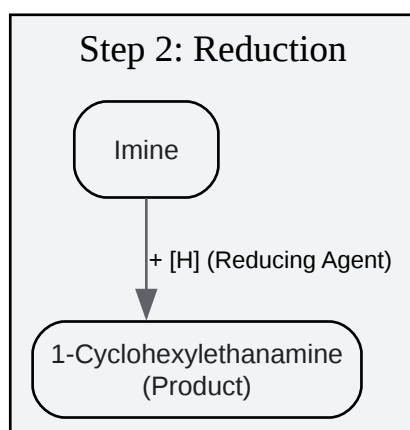 Step 2: Reduction
Imine
+ [H] (Reducing Agent)
1-Cyclohexylethanamine
(Product)